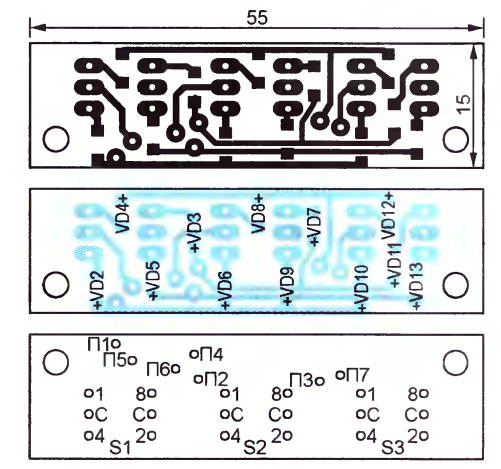 55
15
VD4+ VD8+ VD12+
+VD3 +VD7 +VD11
+VD2 +VD5 +VD6 +VD9 +VD10 +VD13
П1
П5 П4
П6
П2 П3 П7
1 8 1 8 1 8
C C C C C C
4 2 4 2 4 2
S1 S2 S3